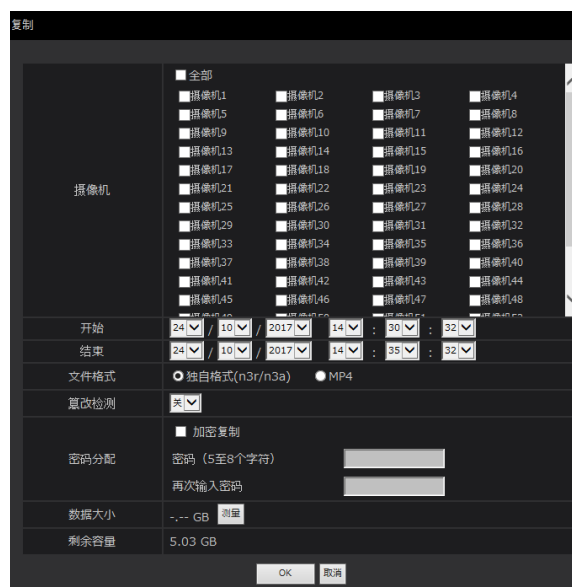 复制
全部
摄像机1 摄像机2 摄像机3 摄像机4
摄像机5 摄像机6 摄像机7 摄像机8
摄像机9 摄像机10 摄像机11 摄像机12
摄像机13 摄像机14 摄像机15 摄像机16
摄像机17 摄像机18 摄像机19 摄像机20
摄像机 摄像机21 摄像机22 摄像机23 摄像机24
摄像机25 摄像机26 摄像机27 摄像机28
摄像机29 摄像机30 摄像机31 摄像机32
摄像机33 摄像机34 摄像机35 摄像机36
摄像机37 摄像机38 摄像机39 摄像机40
摄像机41 摄像机42 摄像机43 摄像机44
摄像机45 摄像机46 摄像机47 摄像机48
开始 24 / 10 / 2017 14 : 30 : 32
结束 24 / 10 / 2017 14 : 35 : 32
文件格式 独自格式(n3r/n3a) MP4
篡改检测 关
加密复制
密码分配 密码（5至8个字符）
再次输入密码
数据大小 -.-- GB 测量
剩余容量 5.03 GB
OK 取消